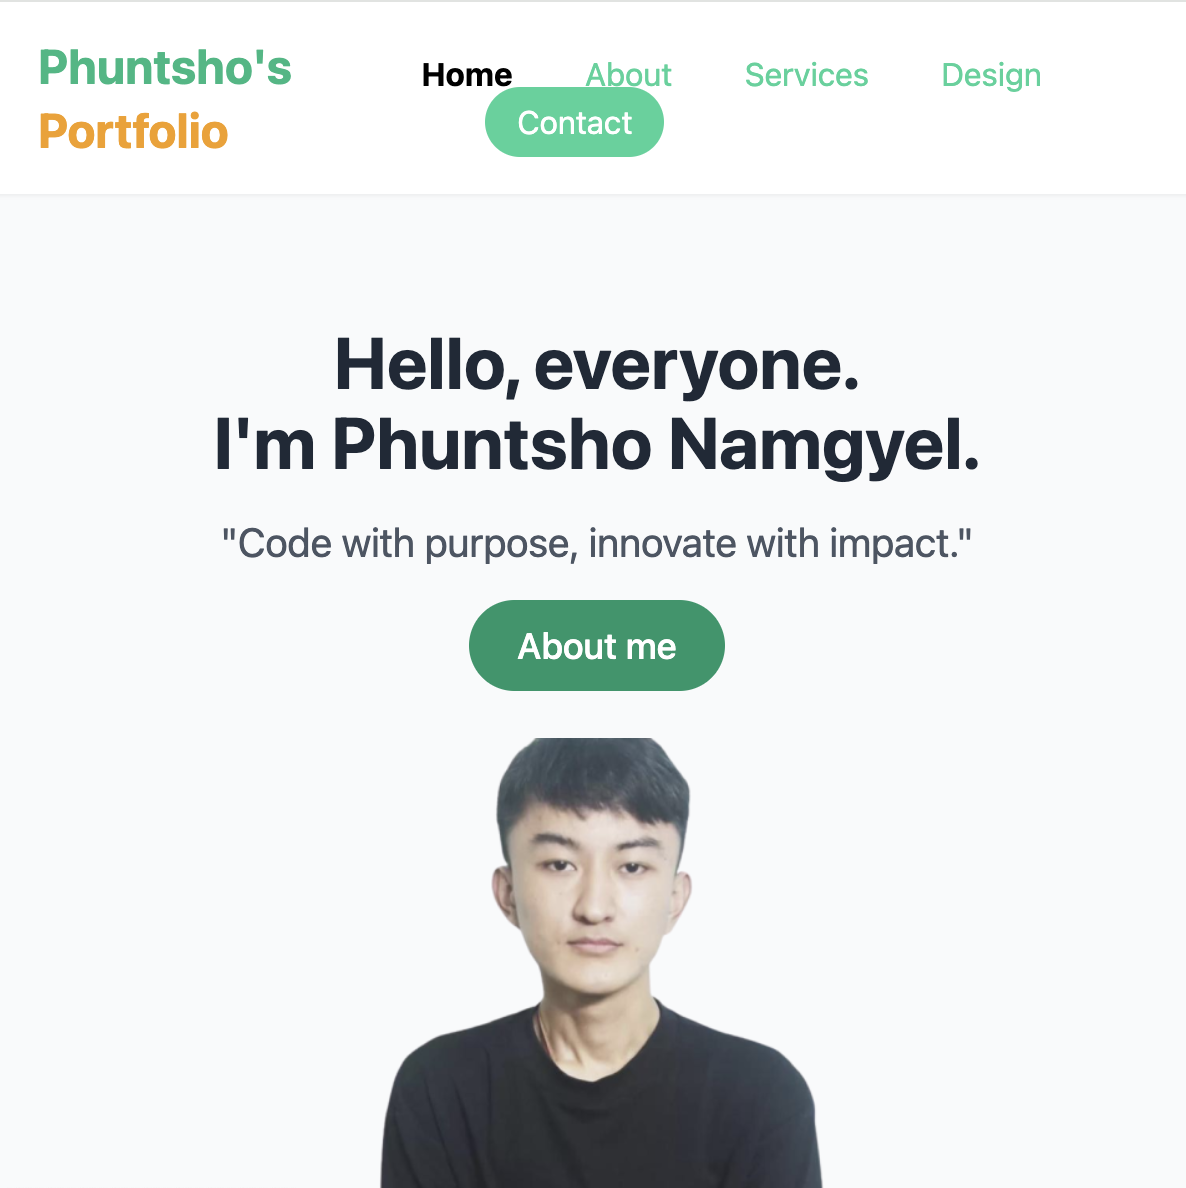 Phuntsho's
Portfolio
Home About Services Design
Contact
Hello, everyone.
I'm Phuntsho Namgyel.
"Code with purpose, innovate with impact."
About me